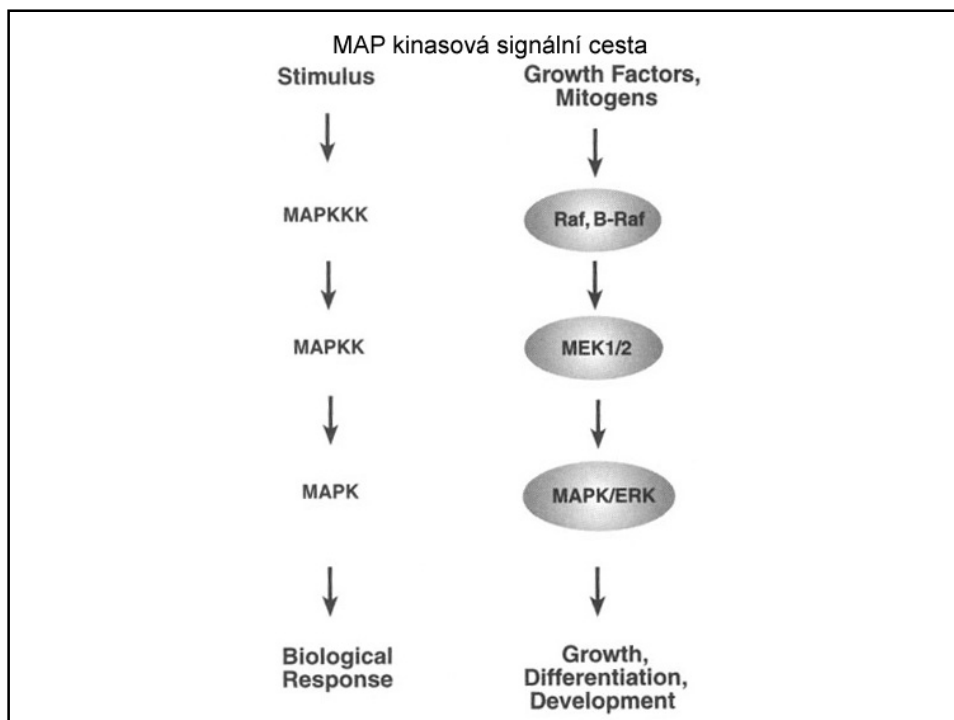 MAP kinasová signální cesta
Stimulus
Growth Factors,
Mitogens
MAPKKK
Raf, B-Raf
MAPKK
MEK1/2
MAPK
MAPK/ERK
Biological
Response
Growth,
Differentiation,
Development